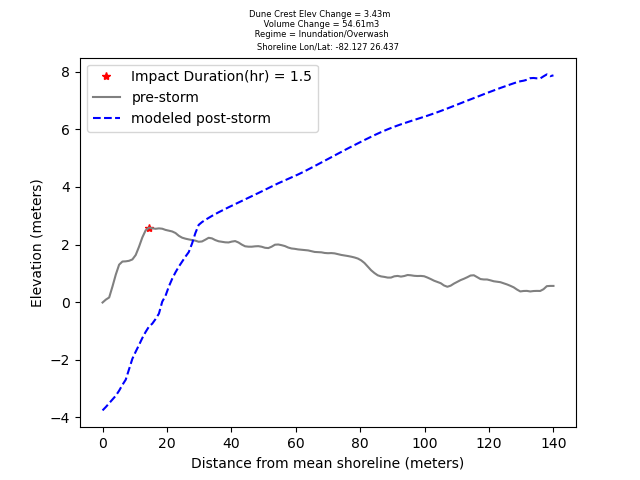 Dune Crest Elev Change = 3.43m
Volume Change = 54.61m3
Regime = Inundation/Overwash
Shoreline Lon/Lat: -82.127 26.437
Impact Duration(hr) = 1.5
pre-storm
modeled post-storm
Elevation (meters)
8
6
4
2
0
−2
−4
0 20 40 60 80 100 120 140
Distance from mean shoreline (meters)